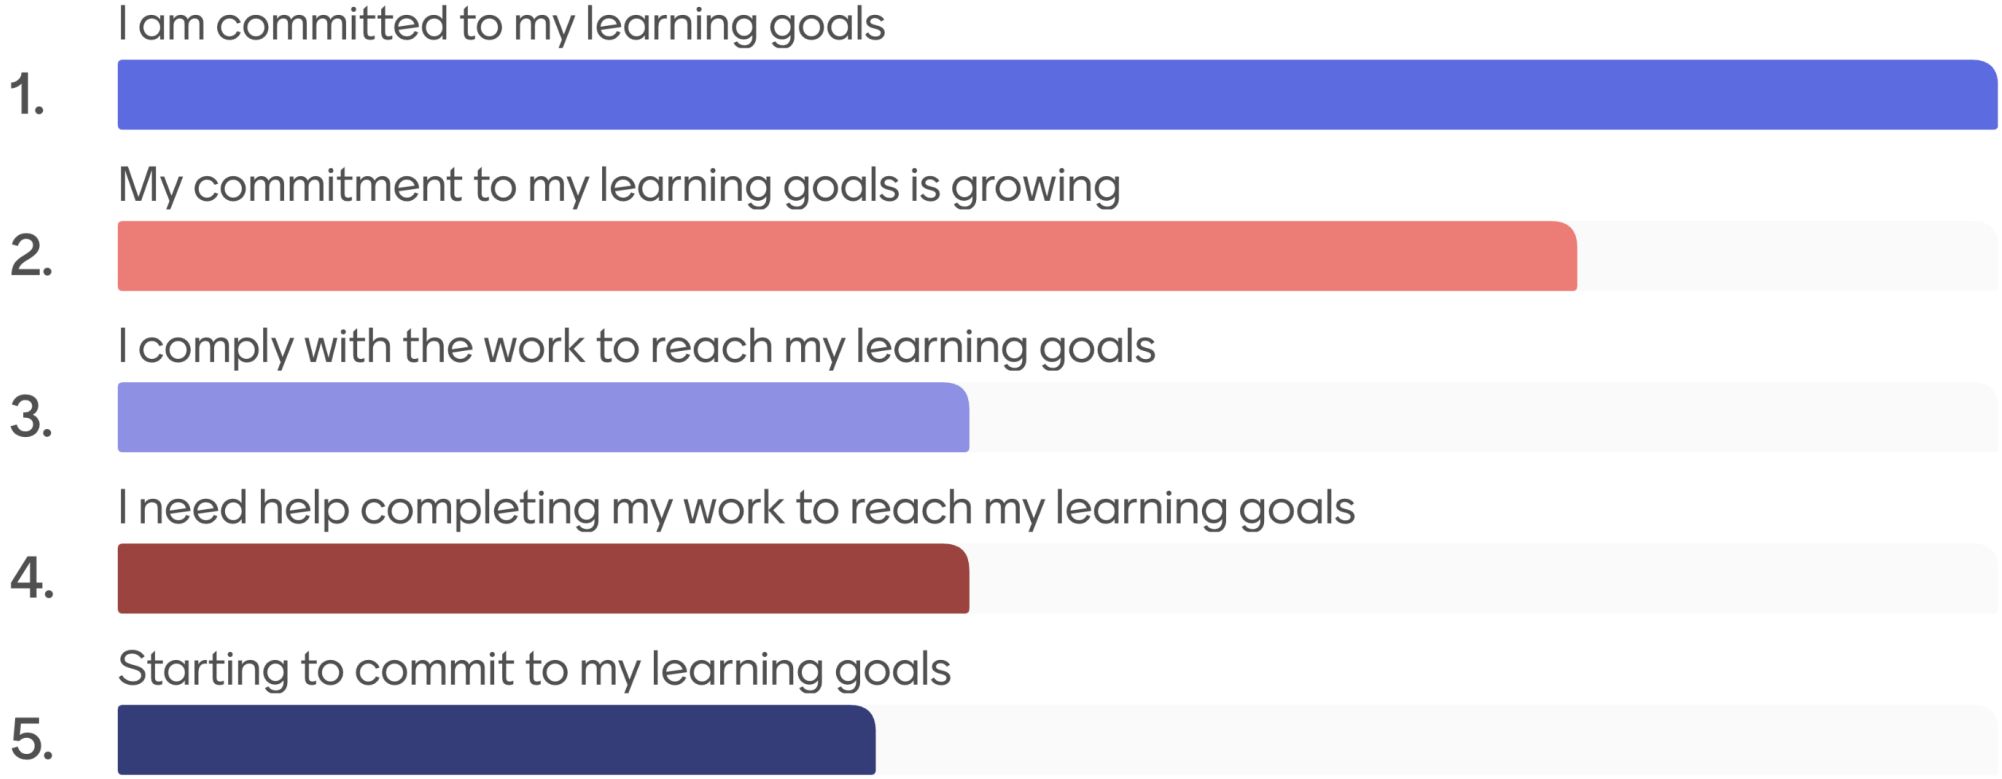 I am committed to my learning goals
1.
My commitment to my learning goals is growing
2.
I comply with the work to reach my learning goals
3.
I need help completing my work to reach my learning goals
4.
Starting to commit to my learning goals
5.